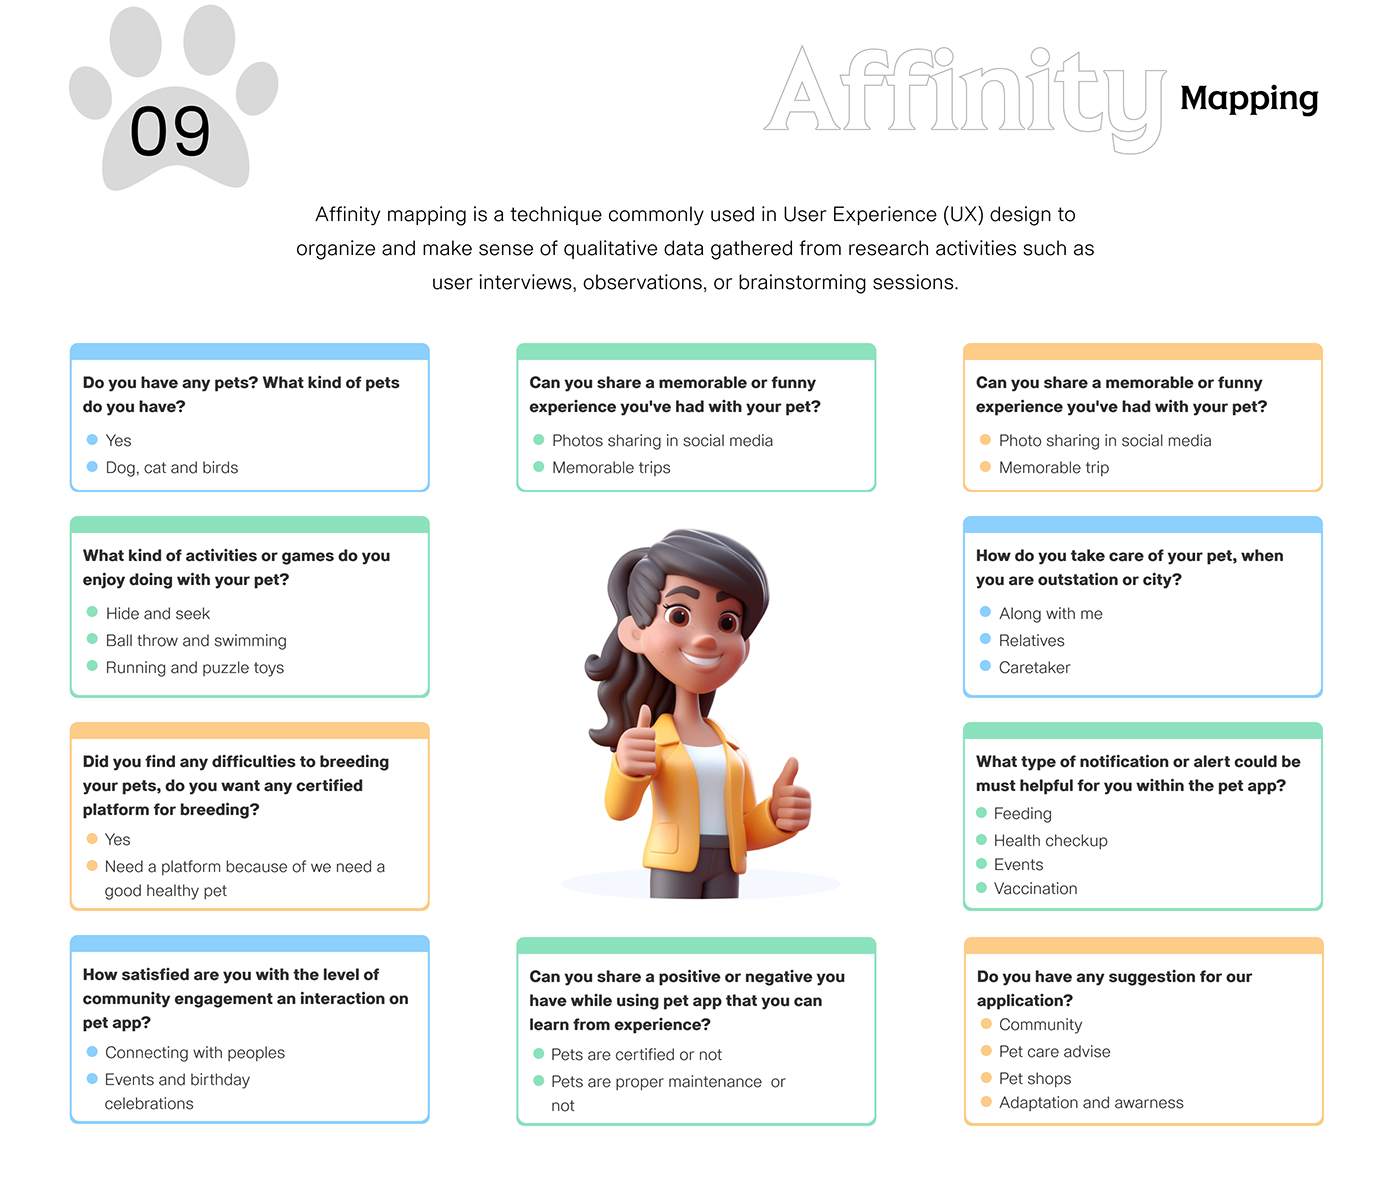 09
Affinity Mapping
Affinity mapping is a technique commonly used in User Experience (UX) design to
organize and make sense of qualitative data gathered from research activities such as
user interviews, observations, or brainstorming sessions.
Do you have any pets? What kind of pets
do you have?
Yes
Dog, cat and birds
Can you share a memorable or funny
experience you've had with your pet?
Photos sharing in social media
Memorable trips
Can you share a memorable or funny
experience you've had with your pet?
Photo sharing in social media
Memorable trip
What kind of activities or games do you
enjoy doing with your pet?
Hide and seek
Ball throw and swimming
Running and puzzle toys
How do you take care of your pet, when
you are outstation or city?
Along with me
Relatives
Caretaker
Did you find any difficulties to breeding
your pets, do you want any certified
platform for breeding?
Yes
Need a platform because of we need a
good healthy pet
What type of notification or alert could be
must helpful for you within the pet app?
Feeding
Health checkup
Events
Vaccination
How satisfied are you with the level of
community engagement an interaction on
pet app?
Connecting with peoples
Events and birthday
celebrations
Can you share a positive or negative you
have while using pet app that you can
learn from experience?
Pets are certified or not
Pets are proper maintenance or
not
Do you have any suggestion for our
application?
Community
Pet care advise
Pet shops
Adaptation and awarness